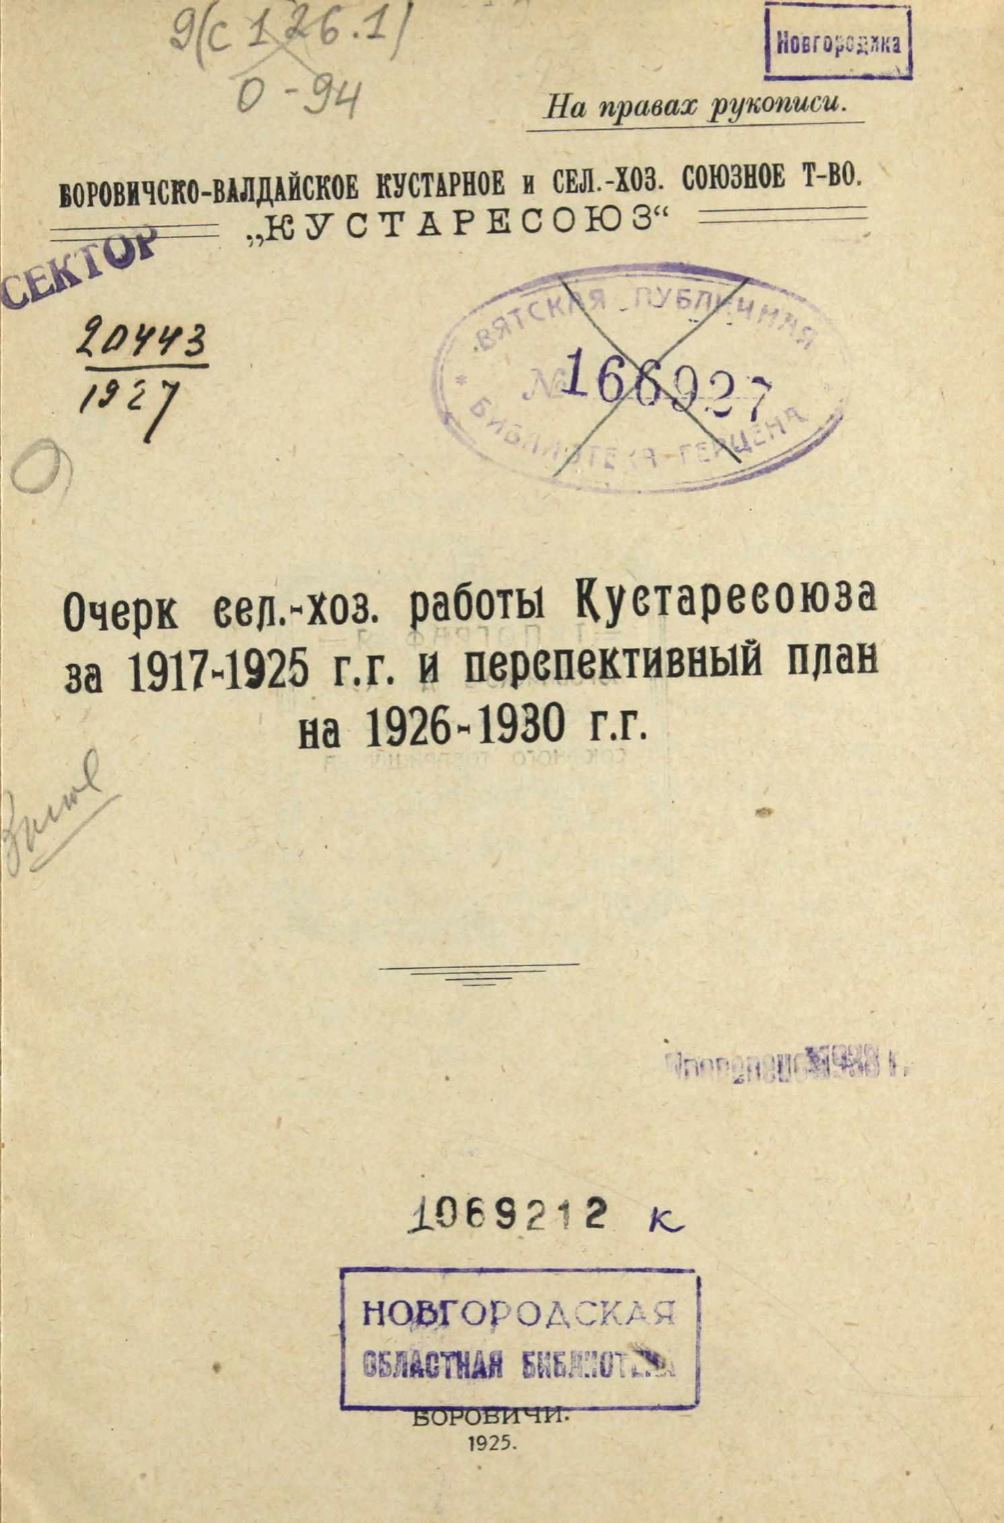 9(с 126.1)
О-94
Новгородика
На правах рукописи.
БОРОВИЧСКО-ВАЛДАЙСКОЕ КУСТАРНОЕ и СЕЛ.-ХОЗ. СОЮЗНОЕ Т-ВО.
„КУСТАРЕСОЮЗ“
СЕКТОР
20443
1927
ВЯТСКАЯ ПУБЛИЧНАЯ
№ 166927
БИБЛИОТЕКА ГЕРЦЕНА
Очерк сел.-хоз. работы Кустаресоюза
за 1917-1925 г.г. и перспективный план
на 1926-1930 г.г.
1069212 к
НОВГОРОДСКАЯ
ОБЛАСТНАЯ БИБЛИОТЕКА
БОРОВИЧИ.
1925.